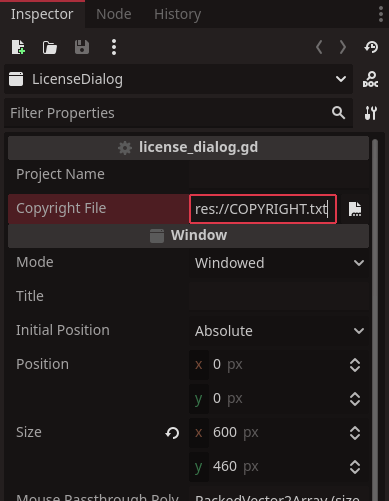 Inspector Node History
LicenseDialog
DOC
Filter Properties
license_dialog.gd
Project Name
Copyright File res://COPYRIGHT.txt
Window
Mode Windowed
Title
Initial Position Absolute
Position x 0 px
y 0 px
Size x 600 px
y 460 px
Mouse Passthrough Poly PackedVector2Array (size